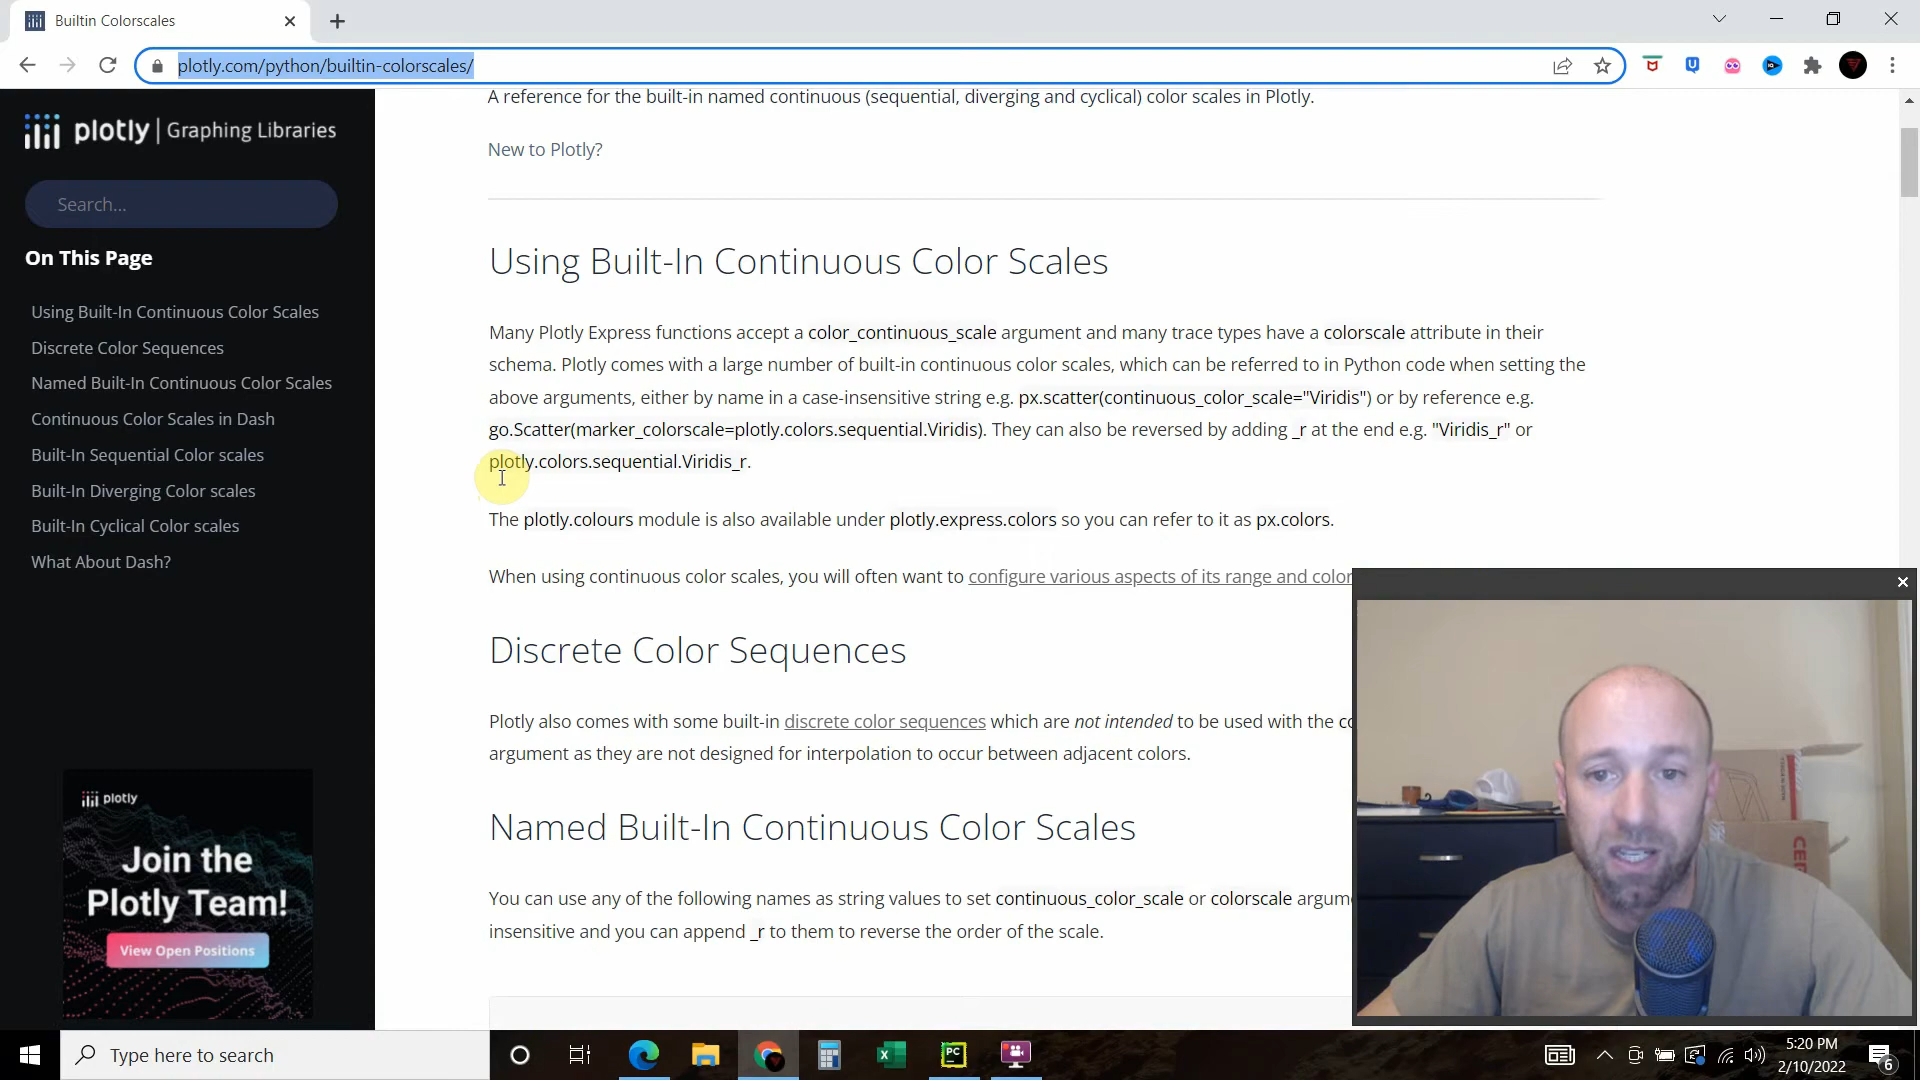 Builtin Colorscales
plotly.com/python/builtin-colorscales/
plotly | Graphing Libraries
Search...
On This Page
Using Built-In Continuous Color Scales
Discrete Color Sequences
Named Built-In Continuous Color Scales
Continuous Color Scales in Dash
Built-In Sequential Color scales
Built-In Diverging Color scales
Built-In Cyclical Color scales
What About Dash?
plotly
Join the
Plotly Team!
View Open Positions
A reference for the built-in named continuous (sequential, diverging and cyclical) color scales in Plotly.
New to Plotly?
Using Built-In Continuous Color Scales
Many Plotly Express functions accept a color_continuous_scale argument and many trace types have a colorscale attribute in their
schema. Plotly comes with a large number of built-in continuous color scales, which can be referred to in Python code when setting the
above arguments, either by name in a case-insensitive string e.g. px.scatter(continuous_color_scale="Viridis") or by reference e.g.
go.Scatter(marker_colorscale=plotly.colors.sequential.Viridis). They can also be reversed by adding _r at the end e.g. "Viridis_r" or
plotly.colors.sequential.Viridis_r.
The plotly.colours module is also available under plotly.express.colors so you can refer to it as px.colors.
When using continuous color scales, you will often want to configure various aspects of its range and color
Discrete Color Sequences
Plotly also comes with some built-in discrete color sequences which are not intended to be used with the co
argument as they are not designed for interpolation to occur between adjacent colors.
Named Built-In Continuous Color Scales
You can use any of the following names as string values to set continuous_color_scale or colorscale argume
insensitive and you can append _r to them to reverse the order of the scale.
Type here to search
PC
5:20 PM
2/10/2022
6